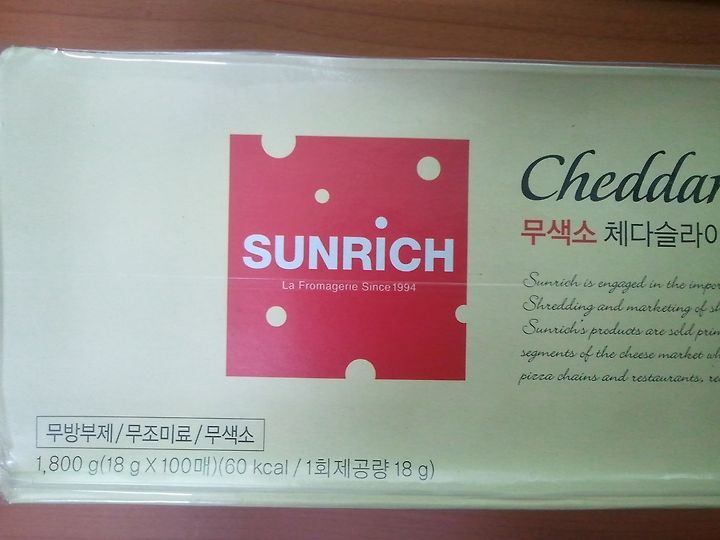 SUNRiCH
La Fromagerie Since 1994
Cheddar
무색소 체다슬라이
Sunrich is engaged in the impor
Shredding and marketing of sh
Sunrich's products are sold prim
segments of the cheese market wh
pizza chains and restaurants, re
무방부제/무조미료/무색소
1,800 g(18 g X 100매)(60 kcal / 1회제공량 18 g)